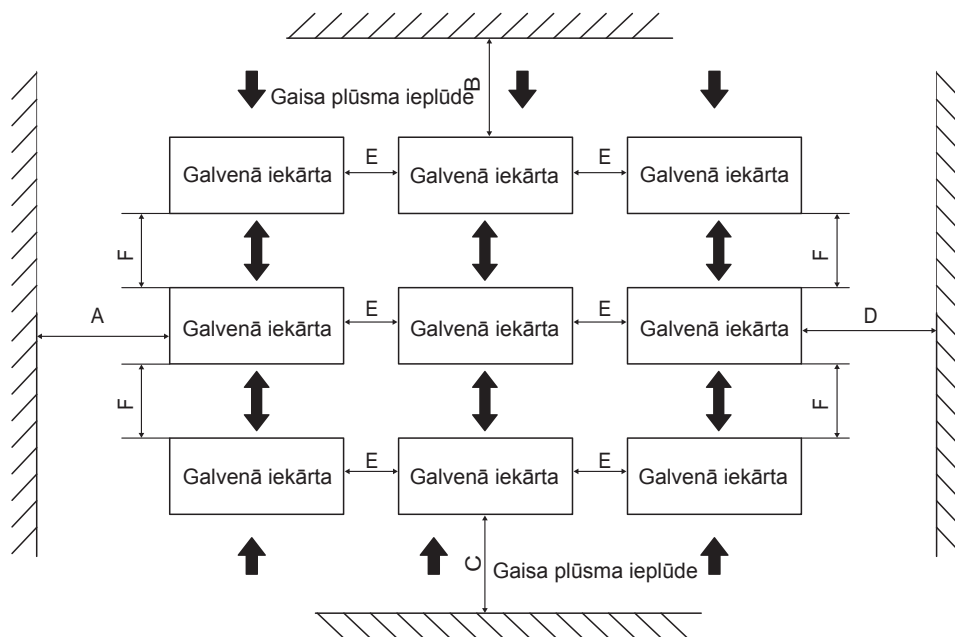 B
Gaisa plūsma ieplūde
E E
Galvenā iekārta Galvenā iekārta Galvenā iekārta
F F
A E E D
Galvenā iekārta Galvenā iekārta Galvenā iekārta
F F
E E
Galvenā iekārta Galvenā iekārta Galvenā iekārta
C
Gaisa plūsma ieplūde